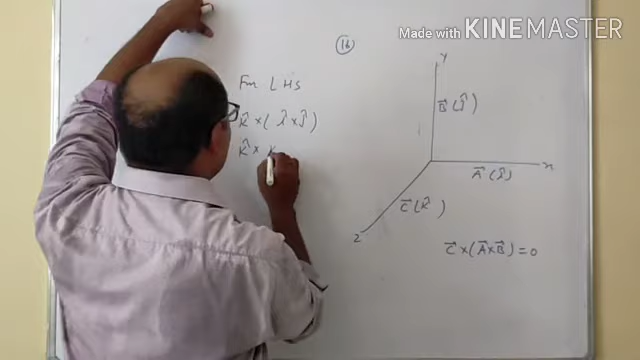 Made with KINEMASTER
16
For LHS
k̂ × ( î × ĵ )
k̂ × k
Y
B⃗ (ĵ)
x
A⃗ (î)
C⃗ (k̂)
Z
C⃗ × (A⃗ × B⃗) = 0